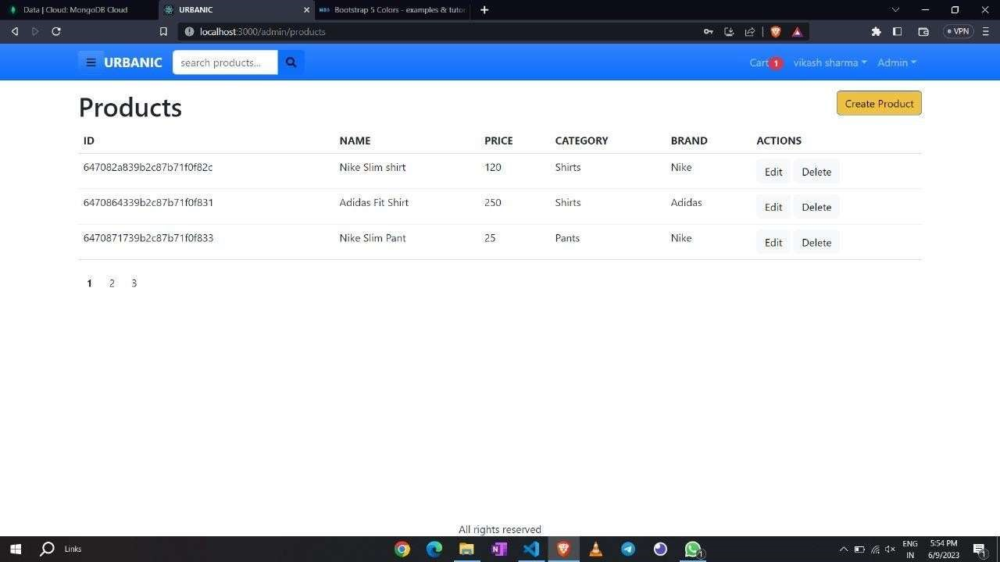 Data | Cloud: MongoDB Cloud
URBANIC
Bootstrap 5 Colors - examples & tutor
localhost:3000/admin/products
VPN
URBANIC
search products...
Cart 1
vikash sharma
Admin
Products
Create Product
ID NAME PRICE CATEGORY BRAND ACTIONS
647082a839b2c87b71f0f82c Nike Slim shirt 120 Shirts Nike Edit Delete
6470864339b2c87b71f0f831 Adidas Fit Shirt 250 Shirts Adidas Edit Delete
6470871739b2c87b71f0f833 Nike Slim Pant 25 Pants Nike Edit Delete
1 2 3
All rights reserved
Links
ENG
IN
5:54 PM
6/9/2023